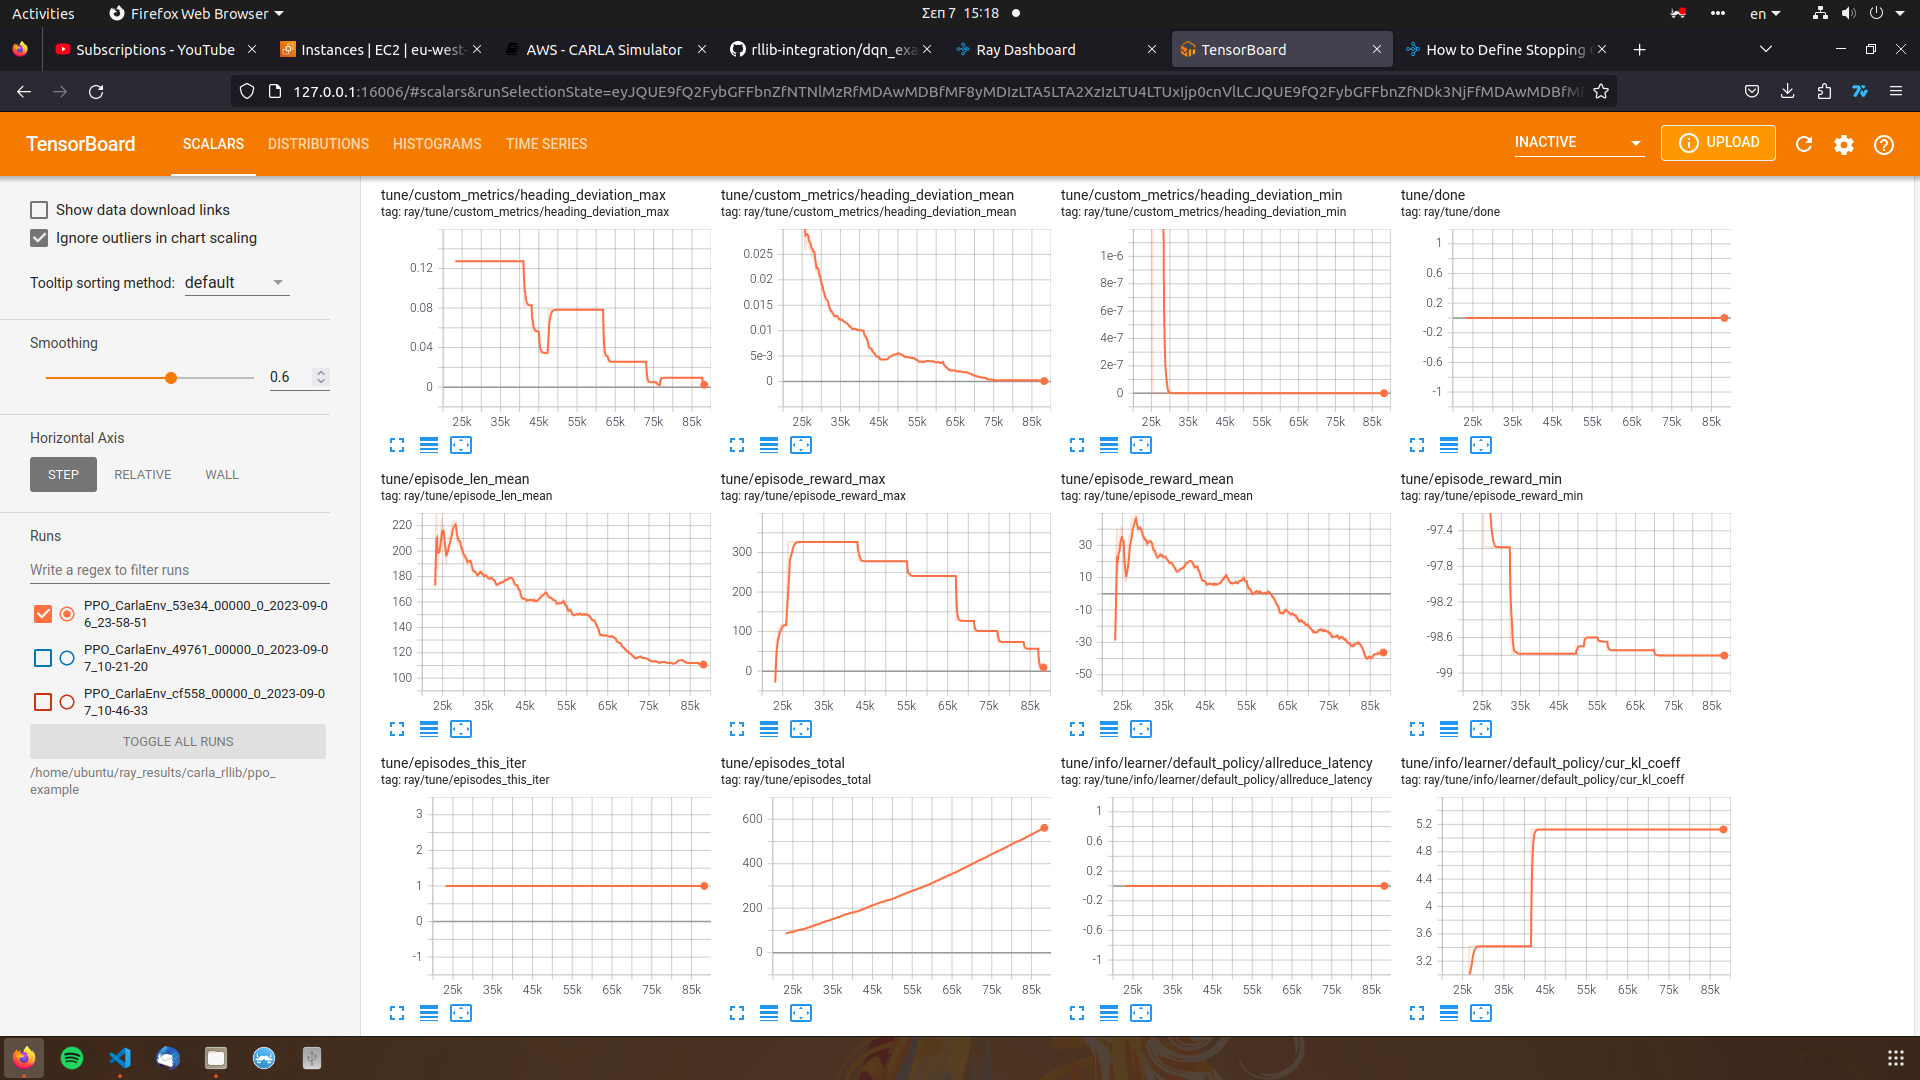 Activities
Firefox Web Browser
Σεπ 7 15:18
en
Subscriptions - YouTube
Instances | EC2 | eu-west-
AWS - CARLA Simulator
rllib-integration/dqn_exa
Ray Dashboard
TensorBoard
How to Define Stopping
127.0.0.1:16006/#scalars&runSelectionState=eyJQUE9fQ2FybGFFbnZfNTNlMzRfMDAwMDBfMF8yMDIzLTA5LTA2XzIzLTU4LTUxIjp0cnVlLCJQUE9fQ2FybGFFbnZfNDk3NjFfMDAwMDBfM
TensorBoard
SCALARS
DISTRIBUTIONS
HISTOGRAMS
TIME SERIES
INACTIVE
UPLOAD
Show data download links
Ignore outliers in chart scaling
Tooltip sorting method: default
Smoothing
0.6
Horizontal Axis
STEP
RELATIVE
WALL
Runs
Write a regex to filter runs
PPO_CarlaEnv_53e34_00000_0_2023-09-0
6_23-58-51
PPO_CarlaEnv_49761_00000_0_2023-09-0
7_10-21-20
PPO_CarlaEnv_cf558_00000_0_2023-09-0
7_10-46-33
TOGGLE ALL RUNS
/home/ubuntu/ray_results/carla_rllib/ppo_
example
tune/custom_metrics/heading_deviation_max
tag: ray/tune/custom_metrics/heading_deviation_max
0.12
0.08
0.04
0
25k 35k 45k 55k 65k 75k 85k
tune/custom_metrics/heading_deviation_mean
tag: ray/tune/custom_metrics/heading_deviation_mean
0.025
0.02
0.015
0.01
5e-3
0
25k 35k 45k 55k 65k 75k 85k
tune/custom_metrics/heading_deviation_min
tag: ray/tune/custom_metrics/heading_deviation_min
1e-6
8e-7
6e-7
4e-7
2e-7
0
25k 35k 45k 55k 65k 75k 85k
tune/done
tag: ray/tune/done
1
0.6
0.2
-0.2
-0.6
-1
25k 35k 45k 55k 65k 75k 85k
tune/episode_len_mean
tag: ray/tune/episode_len_mean
220
200
180
160
140
120
100
25k 35k 45k 55k 65k 75k 85k
tune/episode_reward_max
tag: ray/tune/episode_reward_max
300
200
100
0
25k 35k 45k 55k 65k 75k 85k
tune/episode_reward_mean
tag: ray/tune/episode_reward_mean
30
10
-10
-30
-50
25k 35k 45k 55k 65k 75k 85k
tune/episode_reward_min
tag: ray/tune/episode_reward_min
-97.4
-97.8
-98.2
-98.6
-99
25k 35k 45k 55k 65k 75k 85k
tune/episodes_this_iter
tag: ray/tune/episodes_this_iter
3
2
1
0
-1
25k 35k 45k 55k 65k 75k 85k
tune/episodes_total
tag: ray/tune/episodes_total
600
400
200
0
25k 35k 45k 55k 65k 75k 85k
tune/info/learner/default_policy/allreduce_latency
tag: ray/tune/info/learner/default_policy/allreduce_latency
1
0.6
0.2
-0.2
-0.6
-1
25k 35k 45k 55k 65k 75k 85k
tune/info/learner/default_policy/cur_kl_coeff
tag: ray/tune/info/learner/default_policy/cur_kl_coeff
5.2
4.8
4.4
4
3.6
3.2
25k 35k 45k 55k 65k 75k 85k